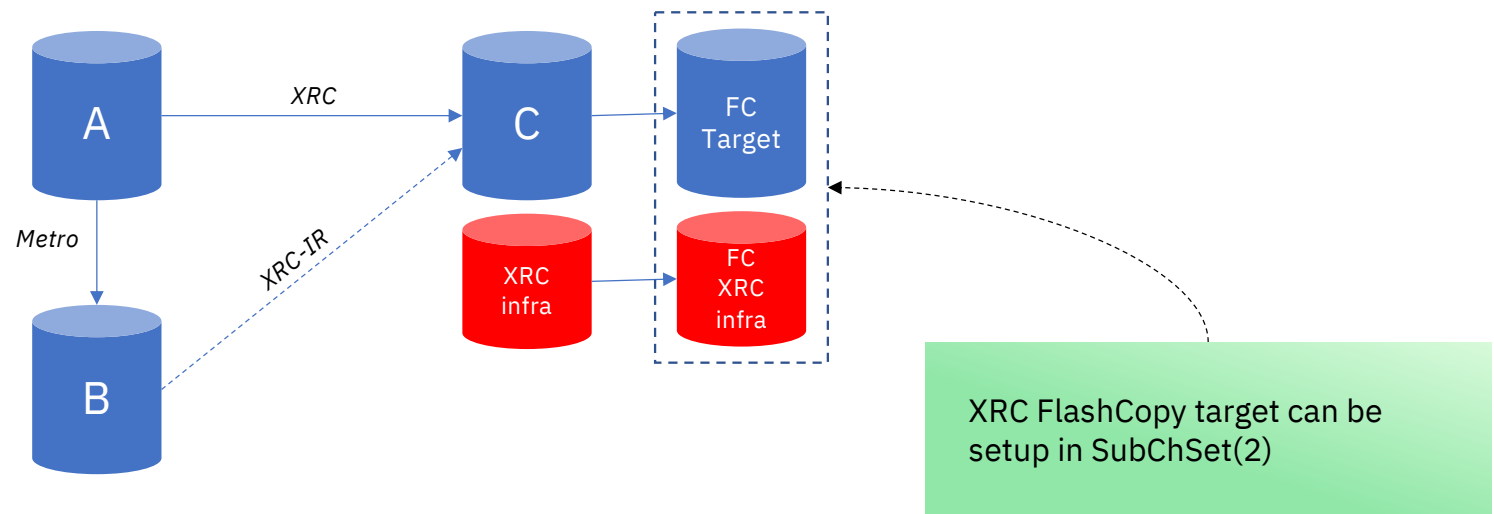 A
XRC
C
FC
Target
Metro
XRC-IR
XRC
infra
FC
XRC
infra
B
XRC FlashCopy target can be
setup in SubChSet(2)